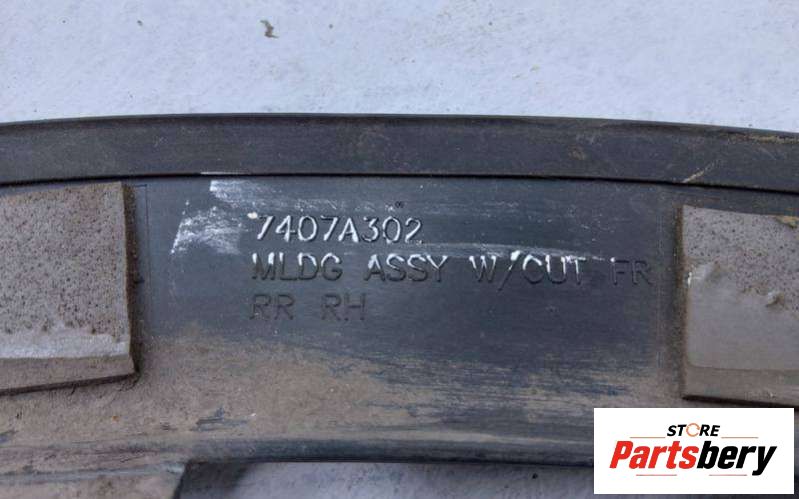 7407A302
MLDG ASSY W/CUT FR
RR RH
STORE
Partsbery